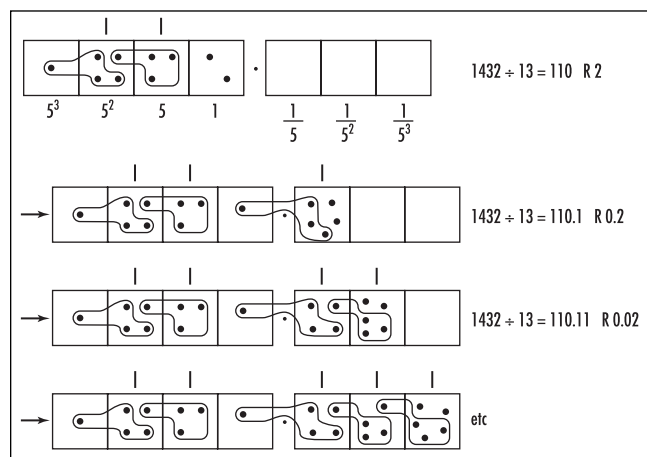 | |
1432 ÷ 13 = 110 R 2
5³ 5² 5 1 1/5 1/5² 1/5³
| | |
→ 1432 ÷ 13 = 110.1 R 0.2
| | | |
→ 1432 ÷ 13 = 110.11 R 0.02
| | | | |
→ etc